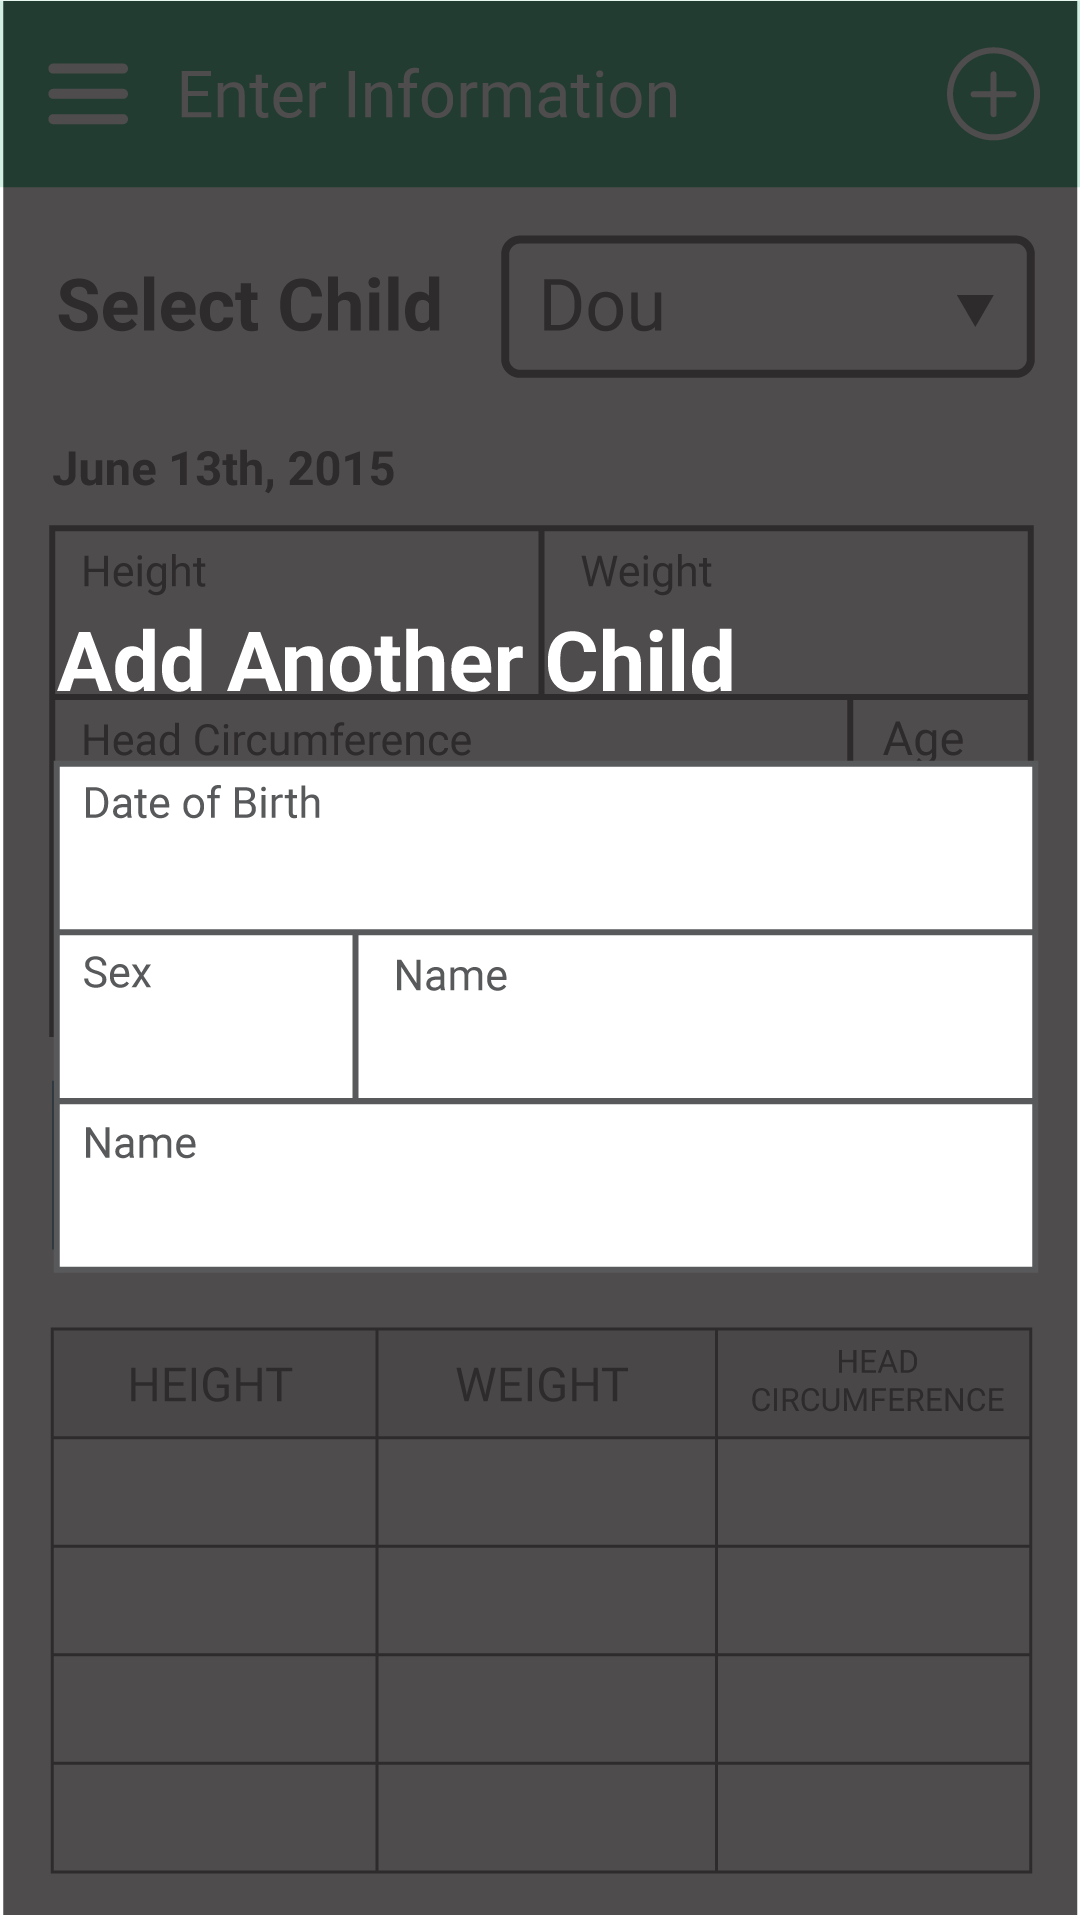 Enter Information
Select Child
Dou
June 13th, 2015
Height
Weight
Add Another Child
Head Circumference
Age
Date of Birth
Sex
Name
Name
HEIGHT
WEIGHT
HEAD
CIRCUMFERENCE